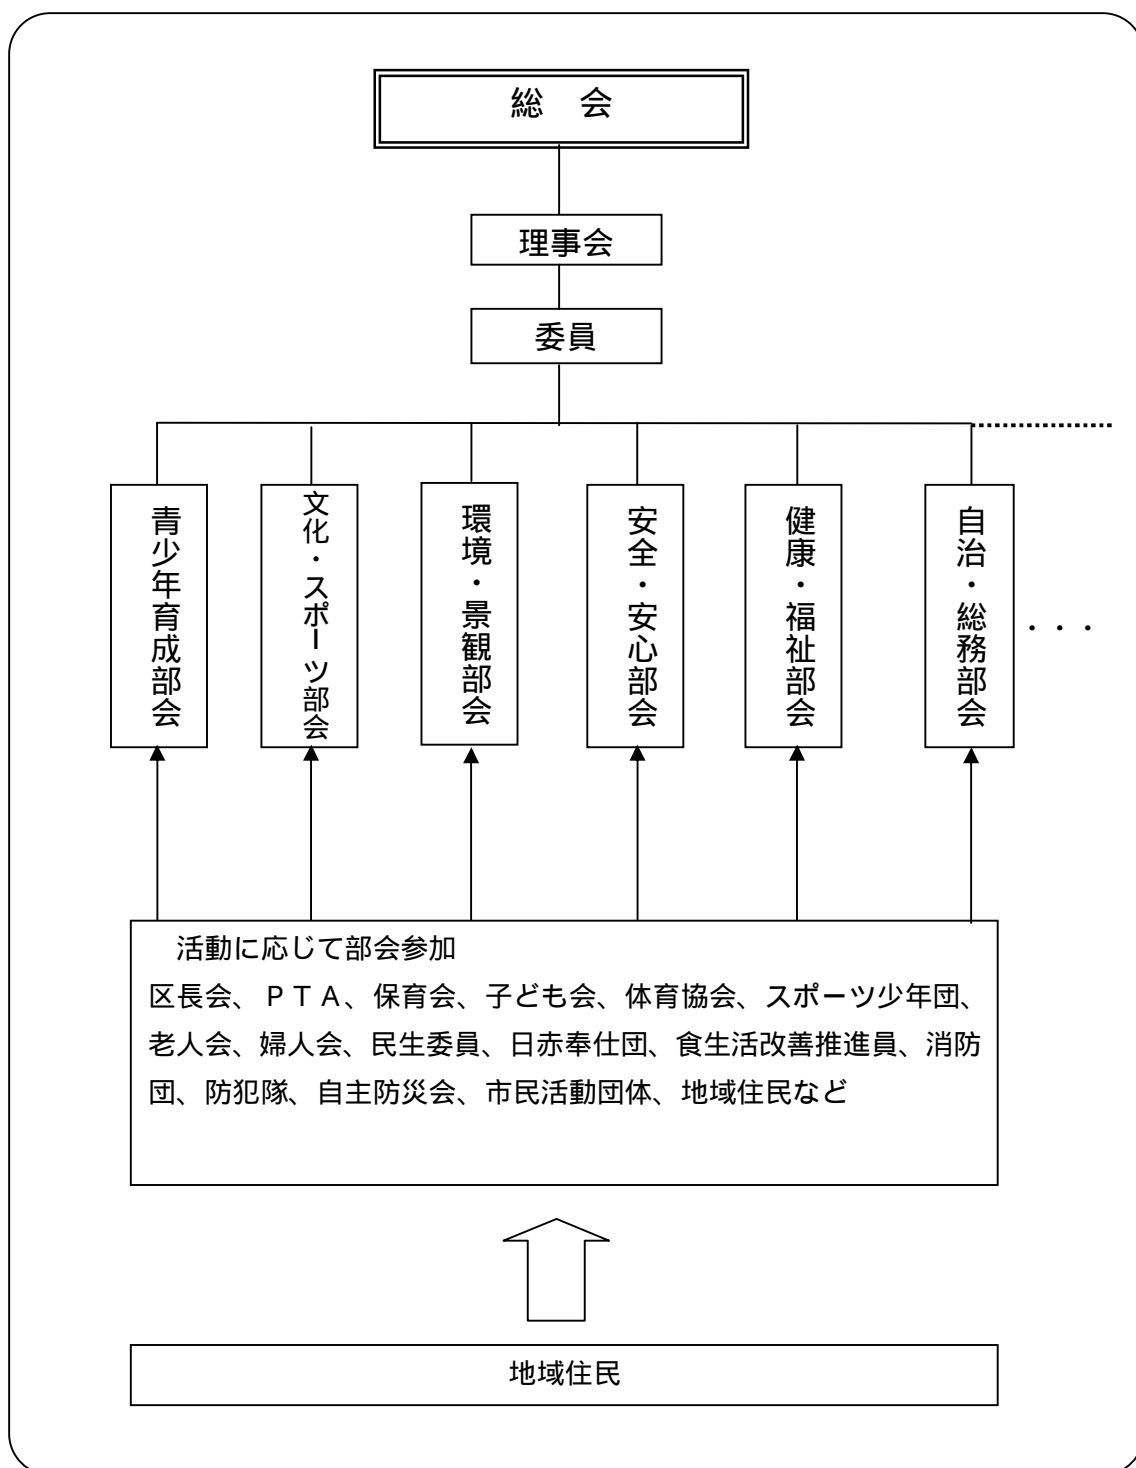 総　会
理事会
委員
青少年育成部会
文化・スポーツ部会
環境・景観部会
安全・安心部会
健康・福祉部会
自治・総務部会
・・・
活動に応じて部会参加
区長会、ＰＴＡ、保育会、子ども会、体育協会、スポーツ少年団、
老人会、婦人会、民生委員、日赤奉仕団、食生活改善推進員、消防
団、防犯隊、自主防災会、市民活動団体、地域住民など
地域住民